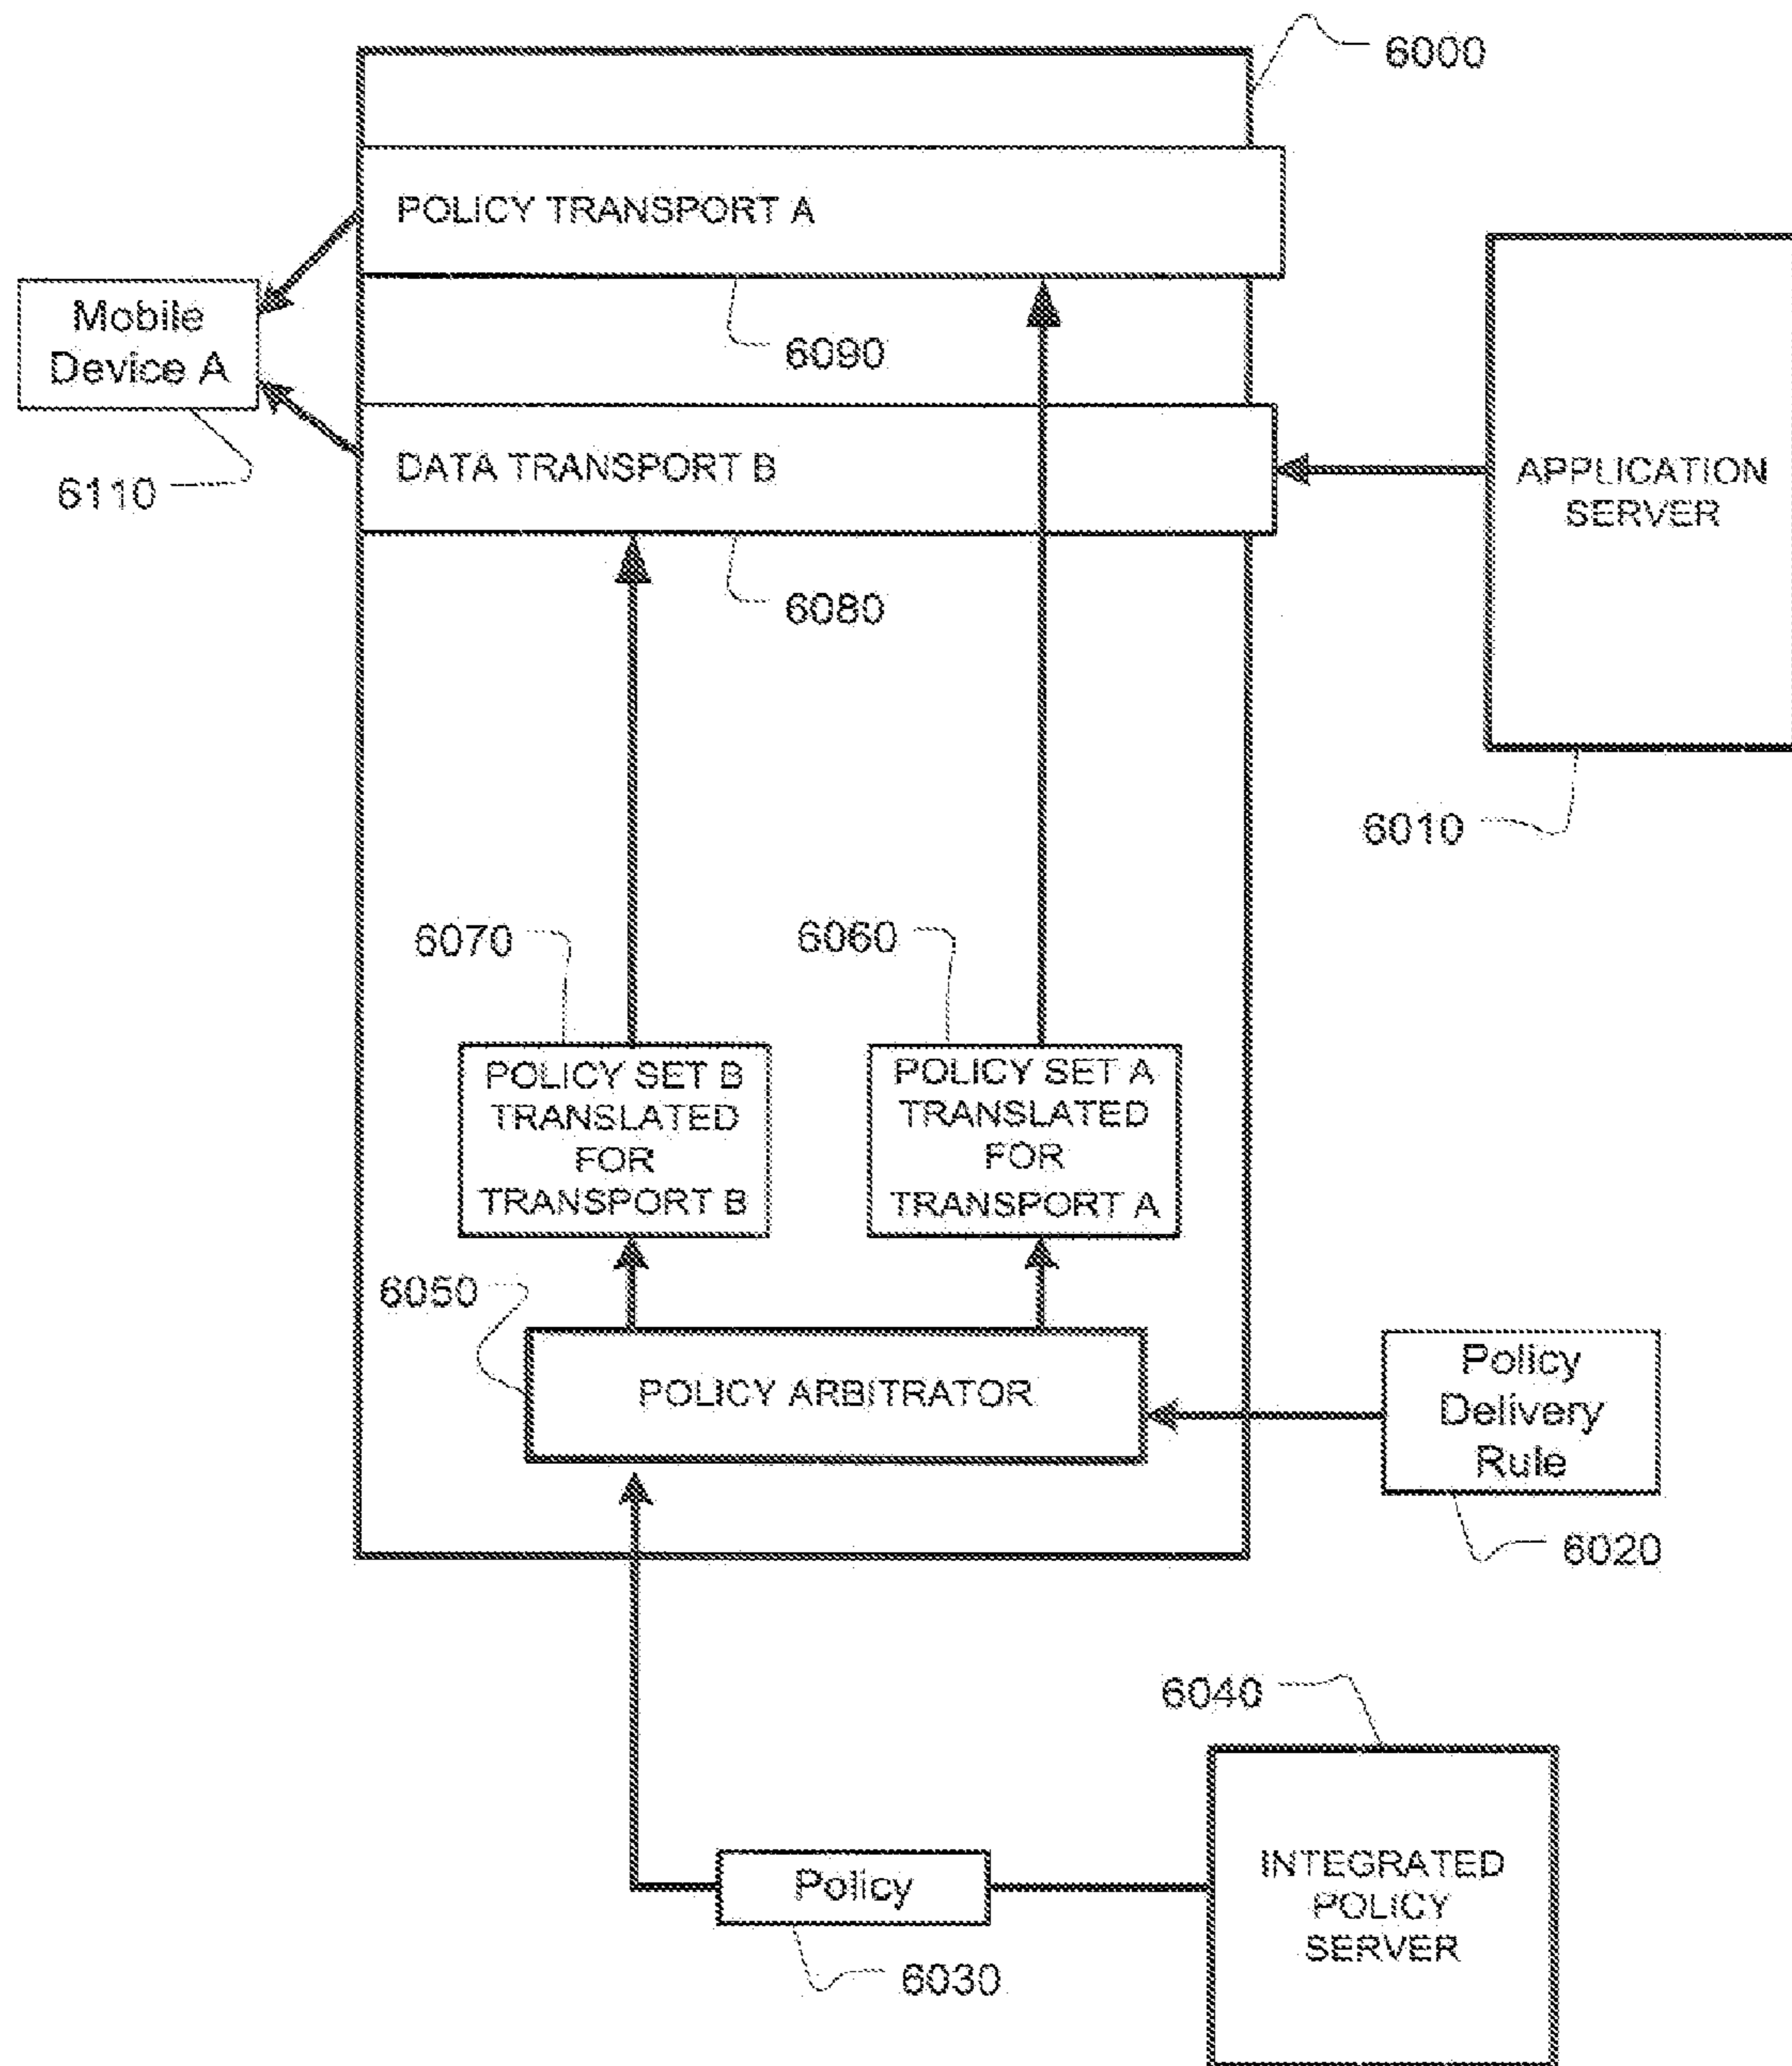 6000
POLICY TRANSPORT A
Mobile
Device A
6090
DATA TRANSPORT B
6110
APPLICATION
SERVER
6080
6010
6070
6060
POLICY SET B
TRANSLATED
FOR
TRANSPORT B
POLICY SET A
TRANSLATED
FOR
TRANSPORT A
6050
POLICY ARBITRATOR
Policy
Delivery
Rule
6020
6040
INTEGRATED
POLICY
SERVER
Policy
6030